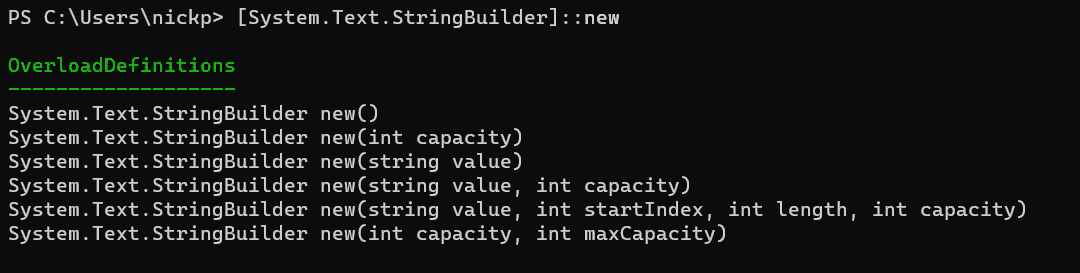 PS C:\Users\nickp> [System.Text.StringBuilder]::new
OverloadDefinitions
-------------------
System.Text.StringBuilder new()
System.Text.StringBuilder new(int capacity)
System.Text.StringBuilder new(string value)
System.Text.StringBuilder new(string value, int capacity)
System.Text.StringBuilder new(string value, int startIndex, int length, int capacity)
System.Text.StringBuilder new(int capacity, int maxCapacity)